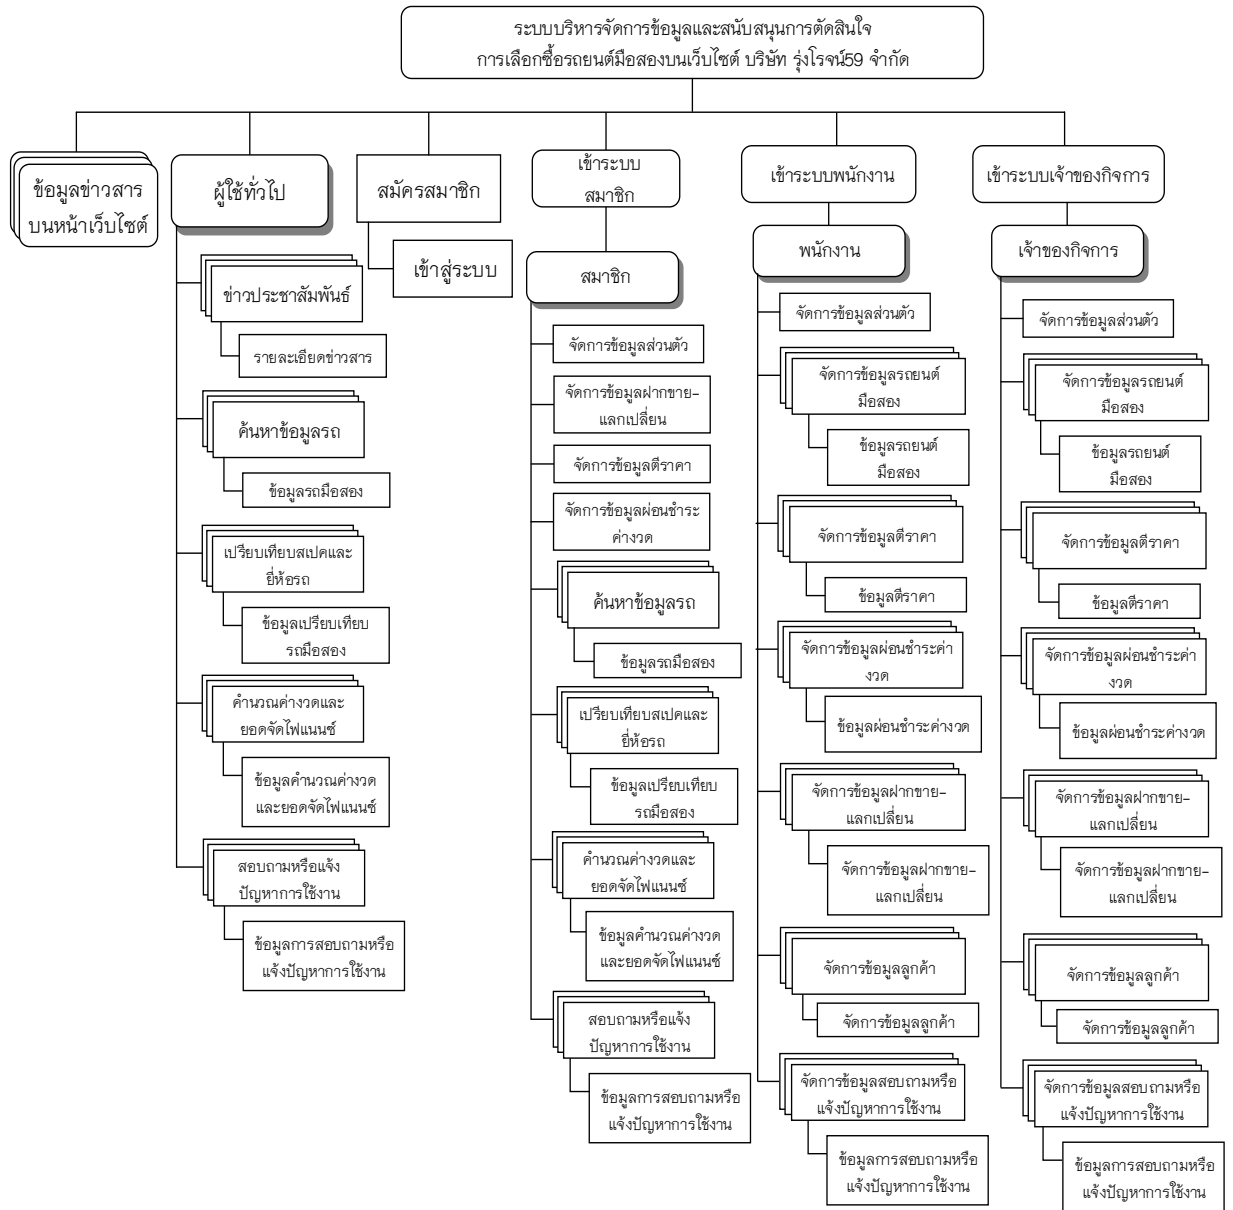 ระบบบริหารจัดการข้อมูลและสนับสนุนการตัดสินใจ
การเลือกซื้อรถยนต์มือสองบนเว็บไซต์ บริษัท รุ่งโรจน์59 จำกัด
ข้อมูลข่าวสาร
บนหน้าเว็บไซต์
ผู้ใช้ทั่วไป
ข่าวประชาสัมพันธ์
รายละเอียดข่าวสาร
ค้นหาข้อมูลรถ
ข้อมูลรถมือสอง
เปรียบเทียบสเปคและ
ยี่ห้อรถ
ข้อมูลเปรียบเทียบ
รถมือสอง
คำนวณค่างวดและ
ยอดจัดไฟแนนซ์
ข้อมูลคำนวณค่างวด
และยอดจัดไฟแนนซ์
สอบถามหรือแจ้ง
ปัญหาการใช้งาน
ข้อมูลการสอบถามหรือ
แจ้งปัญหาการใช้งาน
สมัครสมาชิก
เข้าสู่ระบบ
เข้าระบบ
สมาชิก
สมาชิก
จัดการข้อมูลส่วนตัว
จัดการข้อมูลฝากขาย-
แลกเปลี่ยน
จัดการข้อมูลตีราคา
จัดการข้อมูลผ่อนชำระ
ค่างวด
ค้นหาข้อมูลรถ
ข้อมูลรถมือสอง
เปรียบเทียบสเปคและ
ยี่ห้อรถ
ข้อมูลเปรียบเทียบ
รถมือสอง
คำนวณค่างวดและ
ยอดจัดไฟแนนซ์
ข้อมูลคำนวณค่างวด
และยอดจัดไฟแนนซ์
สอบถามหรือแจ้ง
ปัญหาการใช้งาน
ข้อมูลการสอบถามหรือ
แจ้งปัญหาการใช้งาน
เข้าระบบพนักงาน
พนักงาน
จัดการข้อมูลส่วนตัว
จัดการข้อมูลรถยนต์
มือสอง
ข้อมูลรถยนต์
มือสอง
จัดการข้อมูลตีราคา
ข้อมูลตีราคา
จัดการข้อมูลผ่อนชำระค่า
งวด
ข้อมูลผ่อนชำระค่างวด
จัดการข้อมูลฝากขาย-
แลกเปลี่ยน
จัดการข้อมูลฝากขาย-
แลกเปลี่ยน
จัดการข้อมูลลูกค้า
จัดการข้อมูลลูกค้า
จัดการข้อมูลสอบถามหรือ
แจ้งปัญหาการใช้งาน
ข้อมูลการสอบถามหรือ
แจ้งปัญหาการใช้งาน
เข้าระบบเจ้าของกิจการ
เจ้าของกิจการ
จัดการข้อมูลส่วนตัว
จัดการข้อมูลรถยนต์
มือสอง
ข้อมูลรถยนต์
มือสอง
จัดการข้อมูลตีราคา
ข้อมูลตีราคา
จัดการข้อมูลผ่อนชำระค่า
งวด
ข้อมูลผ่อนชำระค่างวด
จัดการข้อมูลฝากขาย-
แลกเปลี่ยน
จัดการข้อมูลฝากขาย-
แลกเปลี่ยน
จัดการข้อมูลลูกค้า
จัดการข้อมูลลูกค้า
จัดการข้อมูลสอบถามหรือ
แจ้งปัญหาการใช้งาน
ข้อมูลการสอบถามหรือ
แจ้งปัญหาการใช้งาน